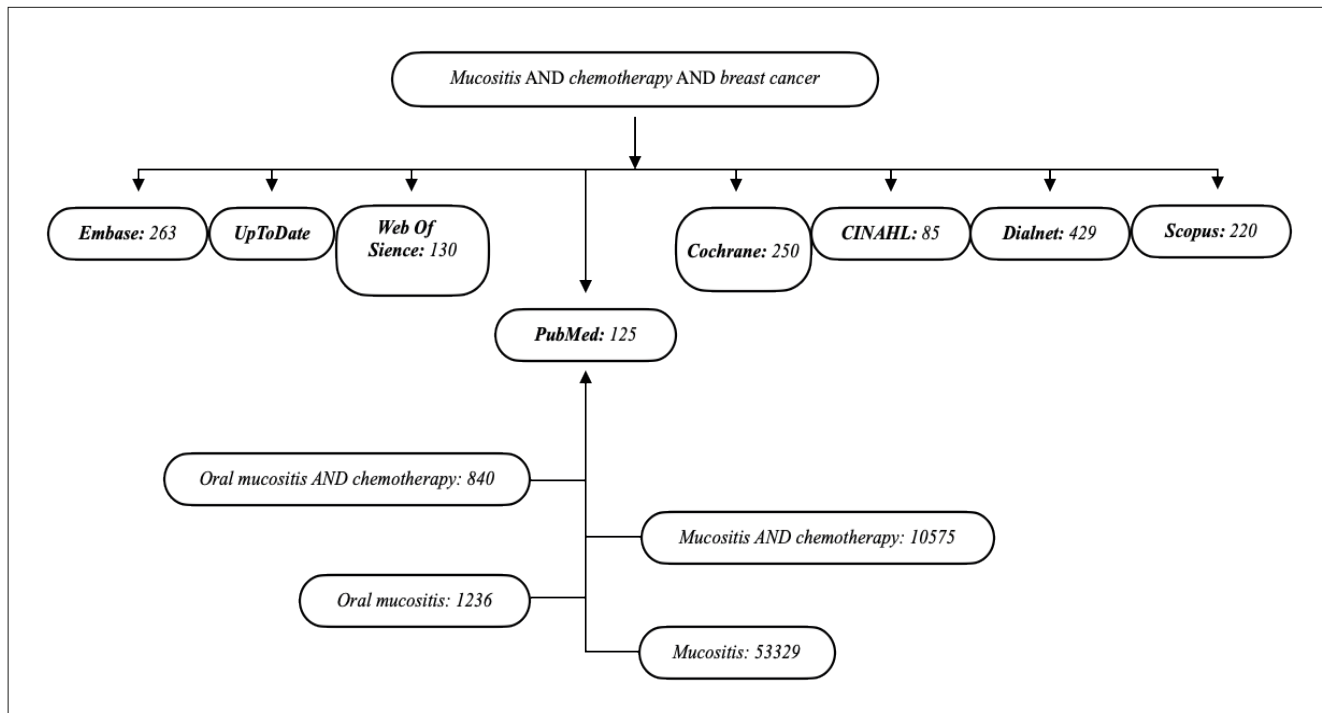 Mucositis AND chemotherapy AND breast cancer
Embase: 263
UpToDate
Web Of
Sience: 130
Cochrane: 250
CINAHL: 85
Dialnet: 429
Scopus: 220
PubMed: 125
Oral mucositis AND chemotherapy: 840
Mucositis AND chemotherapy: 10575
Oral mucositis: 1236
Mucositis: 53329